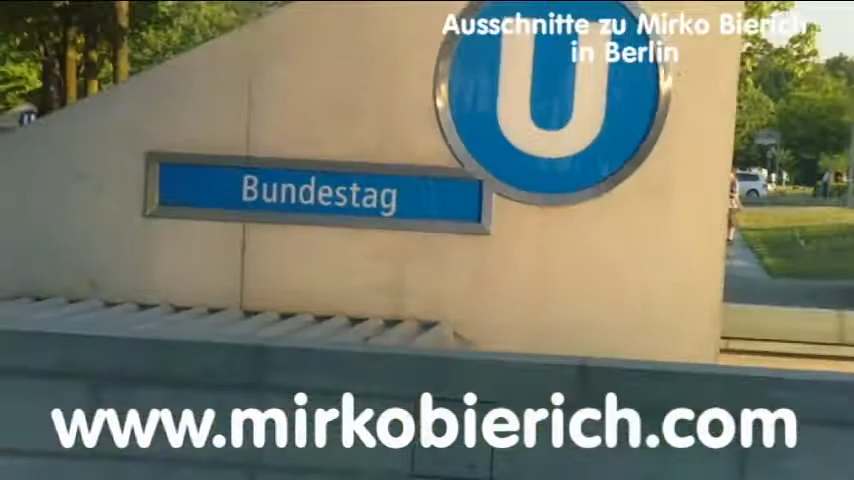 Ausschnitte zu Mirko Bierich
in Berlin
U
Bundestag
www.mirkobierich.com